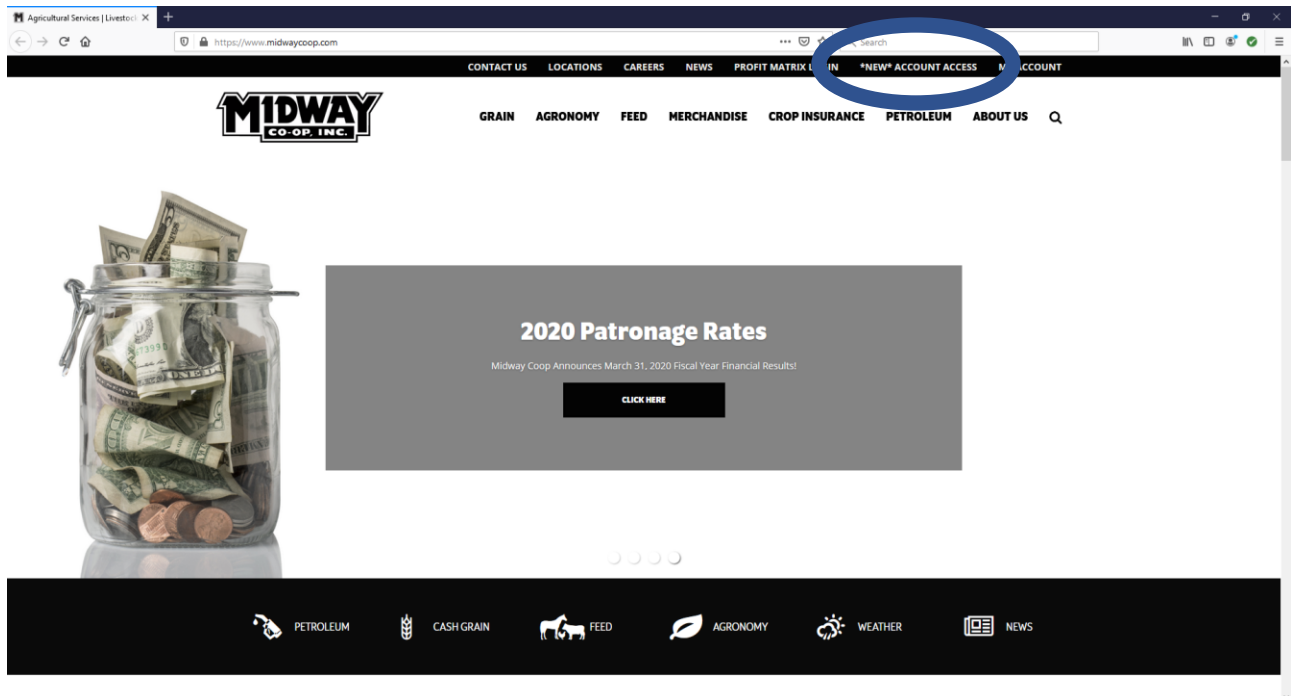 Agricultural Services | Livestoc
https://www.midwaycoop.com
Search
CONTACT US LOCATIONS CAREERS NEWS PROFIT MATRIX *NEW* ACCOUNT ACCESS ACCOUNT
MIDWAY
CO-OP, INC.
GRAIN AGRONOMY FEED MERCHANDISE CROP INSURANCE PETROLEUM ABOUT US
2020 Patronage Rates
Midway Coop Announces March 31, 2020 Fiscal Year Financial Results!
CLICK HERE
PETROLEUM CASH GRAIN FEED AGRONOMY WEATHER NEWS